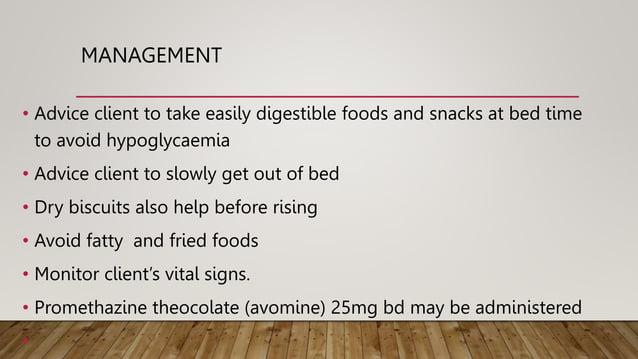 MANAGEMENT
• Advice client to take easily digestible foods and snacks at bed time
to avoid hypoglycaemia
• Advice client to slowly get out of bed
• Dry biscuits also help before rising
• Avoid fatty and fried foods
• Monitor client's vital signs.
• Promethazine theocolate (avomine) 25mg bd may be administered